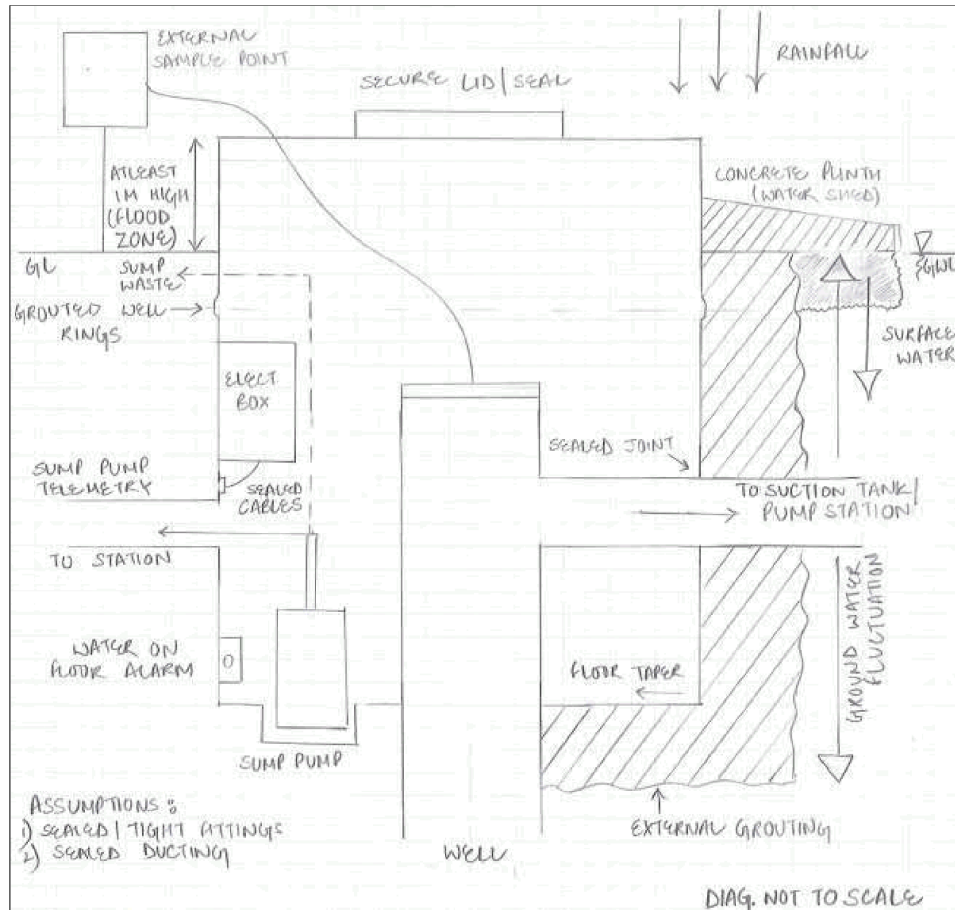 EXTERNAL
SAMPLE POINT
RAINFALL
SECURE LID/SEAL
ATLEAST
1M HIGH
(FLOOD
ZONE)
CONCRETE PLINTH
(WATER SHED)
GL
SUMP
WASTE
GWL
GROUTED WELL
RINGS
SURFACE
WATER
ELECT
BOX
SEALED JOINT
SUMP PUMP
TELEMETRY
SEALED
CABLES
TO SUCTION TANK/
PUMP STATION
TO STATION
GROUND WATER
FLUCTUATION
WATER ON
FLOOR ALARM
O
FLOOR TAPER
SUMP PUMP
ASSUMPTIONS:
1) SEALED/TIGHT FITTINGS
2) SEALED DUCTING
EXTERNAL GROUTING
WELL
DIAG. NOT TO SCALE